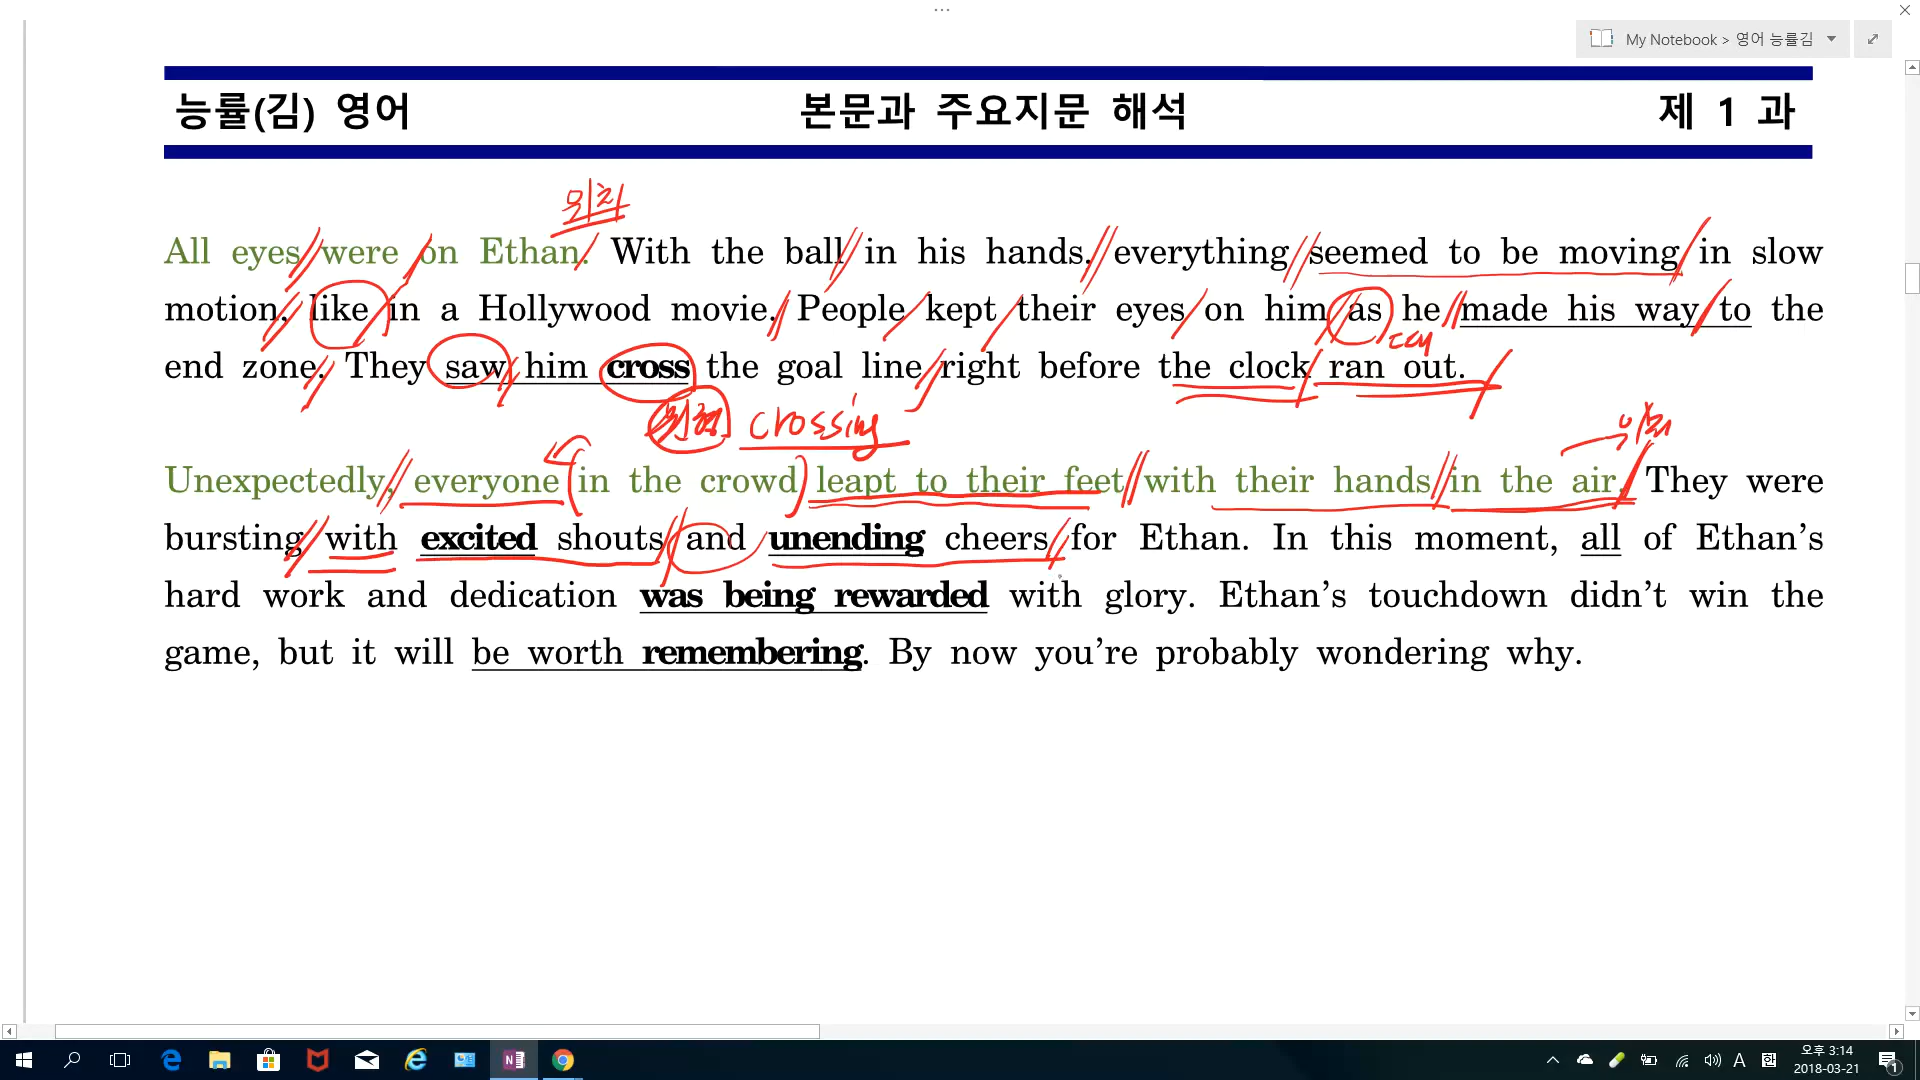 My Notebook > 영어 능률김
능률(김) 영어 본문과 주요지문 해석 제 1 과
All eyes were on Ethan. With the ball in his hands, everything seemed to be moving in slow
motion, like in a Hollywood movie. People kept their eyes on him as he made his way to the
end zone. They saw him cross the goal line right before the clock ran out.
crossing
Unexpectedly, everyone in the crowd leapt to their feet with their hands in the air. They were
bursting with excited shouts and unending cheers for Ethan. In this moment, all of Ethan's
hard work and dedication was being rewarded with glory. Ethan's touchdown didn't win the
game, but it will be worth remembering. By now you're probably wondering why.
A 한 오후 3:14
2018-03-21 1